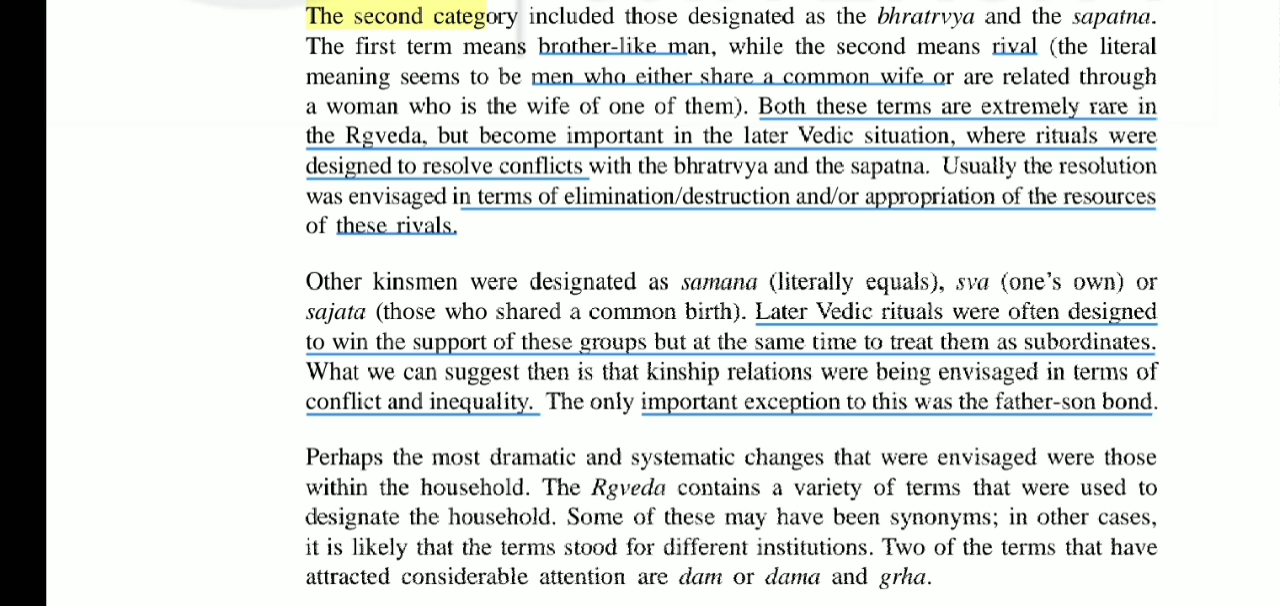 The second category included those designated as the bhratrvya and the sapatna.
The first term means brother-like man, while the second means rival (the literal
meaning seems to be men who either share a common wife or are related through
a woman who is the wife of one of them). Both these terms are extremely rare in
the Rgveda, but become important in the later Vedic situation, where rituals were
designed to resolve conflicts with the bhratrvya and the sapatna. Usually the resolution
was envisaged in terms of elimination/destruction and/or appropriation of the resources
of these rivals.
Other kinsmen were designated as samana (literally equals), sva (one's own) or
sajata (those who shared a common birth). Later Vedic rituals were often designed
to win the support of these groups but at the same time to treat them as subordinates.
What we can suggest then is that kinship relations were being envisaged in terms of
conflict and inequality. The only important exception to this was the father-son bond.
Perhaps the most dramatic and systematic changes that were envisaged were those
within the household. The Rgveda contains a variety of terms that were used to
designate the household. Some of these may have been synonyms; in other cases,
it is likely that the terms stood for different institutions. Two of the terms that have
attracted considerable attention are dam or dama and grha.